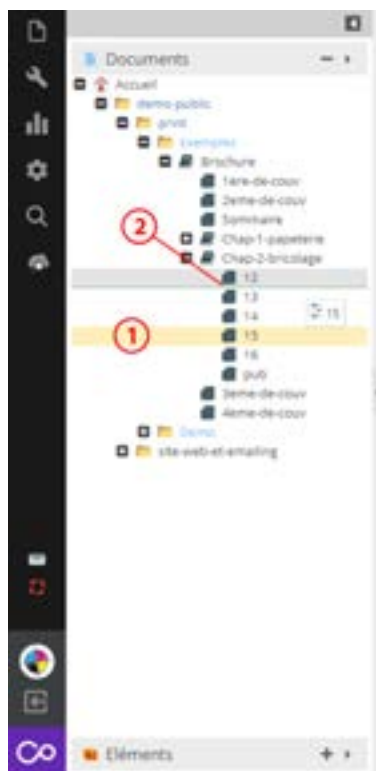 Documents
Accueil
demo-public
print
Exemples
Brochure
1ere-de-couv
2eme-de-couv
Sommaire
2
Chap-1-papeterie
Chap-2-bricolage
12
13
14
15
1
15
16
pub
3eme-de-couv
4eme-de-couv
Demo
site-web-et-emailing
Eléments